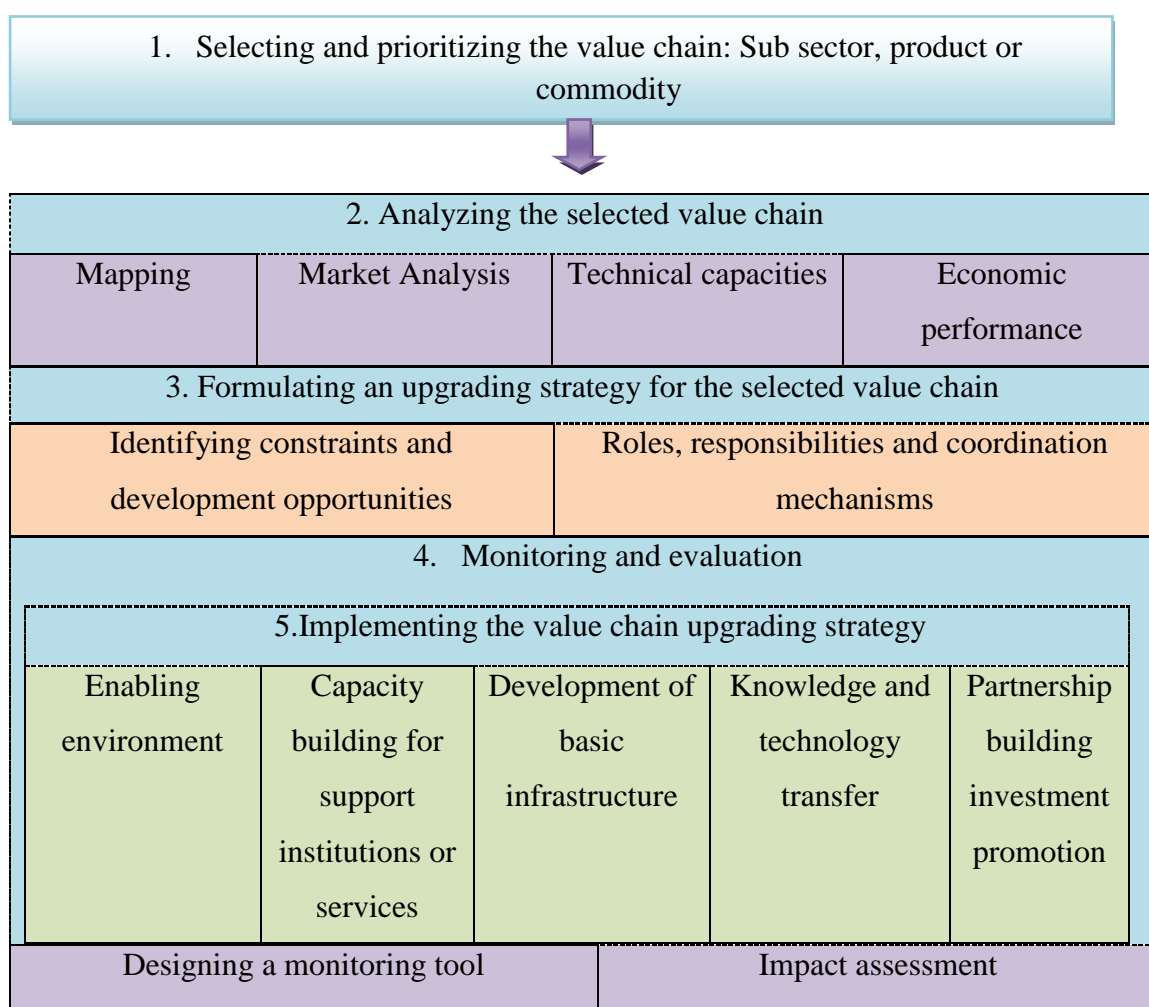 1. Selecting and prioritizing the value chain: Sub sector, product or
commodity
2. Analyzing the selected value chain
Mapping
Market Analysis
Technical capacities
Economic
performance
3. Formulating an upgrading strategy for the selected value chain
Identifying constraints and
development opportunities
Roles, responsibilities and coordination
mechanisms
4. Monitoring and evaluation
5.Implementing the value chain upgrading strategy
Enabling
environment
Capacity
building for
support
institutions or
services
Development of
basic
infrastructure
Knowledge and
technology
transfer
Partnership
building
investment
promotion
Designing a monitoring tool
Impact assessment